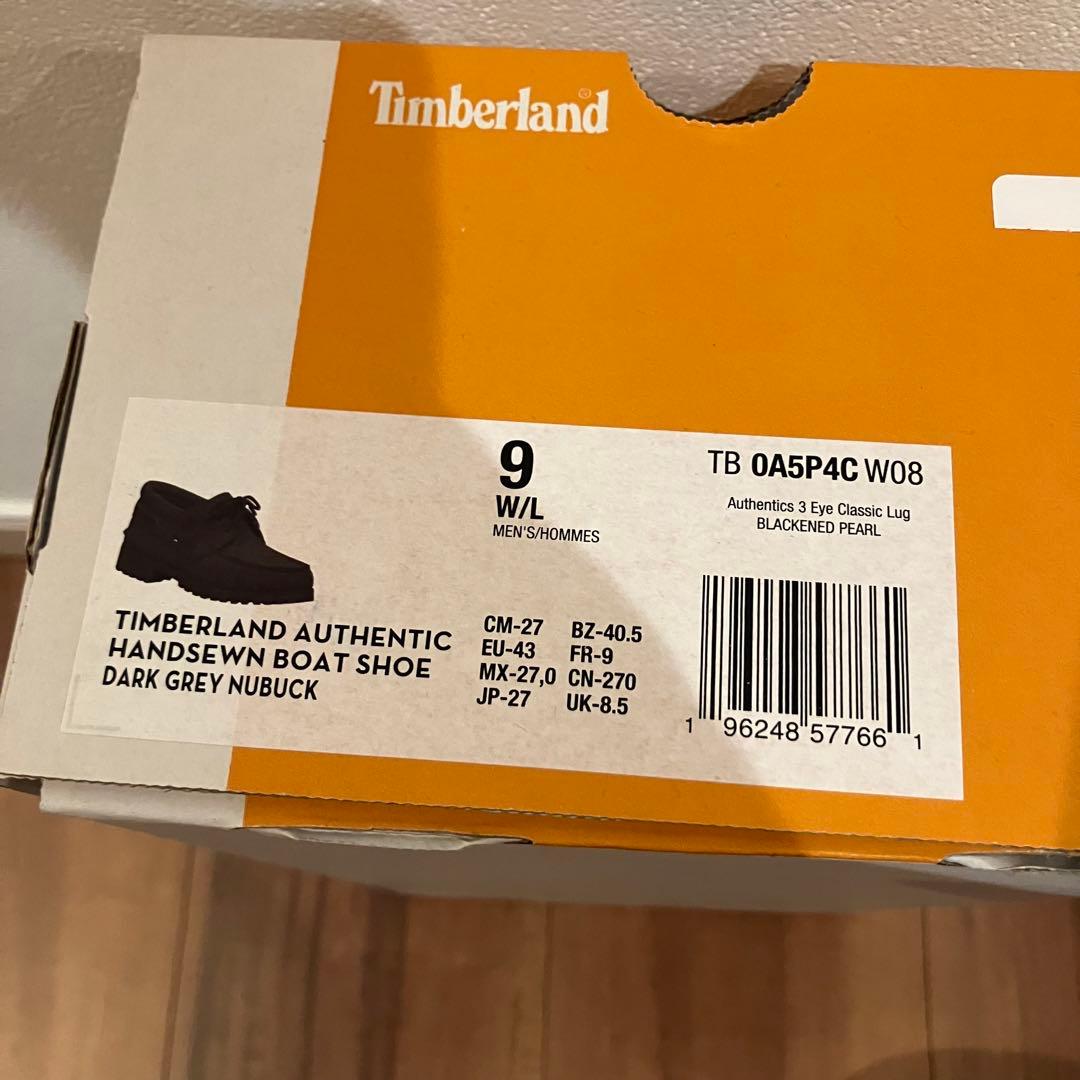 Timberland®
9
W/L
MEN'S/HOMMES
TB 0A5P4C W08
Authentics 3 Eye Classic Lug
BLACKENED PEARL
TIMBERLAND AUTHENTIC
HANDSEWN BOAT SHOE
DARK GREY NUBUCK
CM-27 BZ-40.5
EU-43 FR-9
MX-27,0 CN-270
JP-27 UK-8.5
1 96248 57766 1